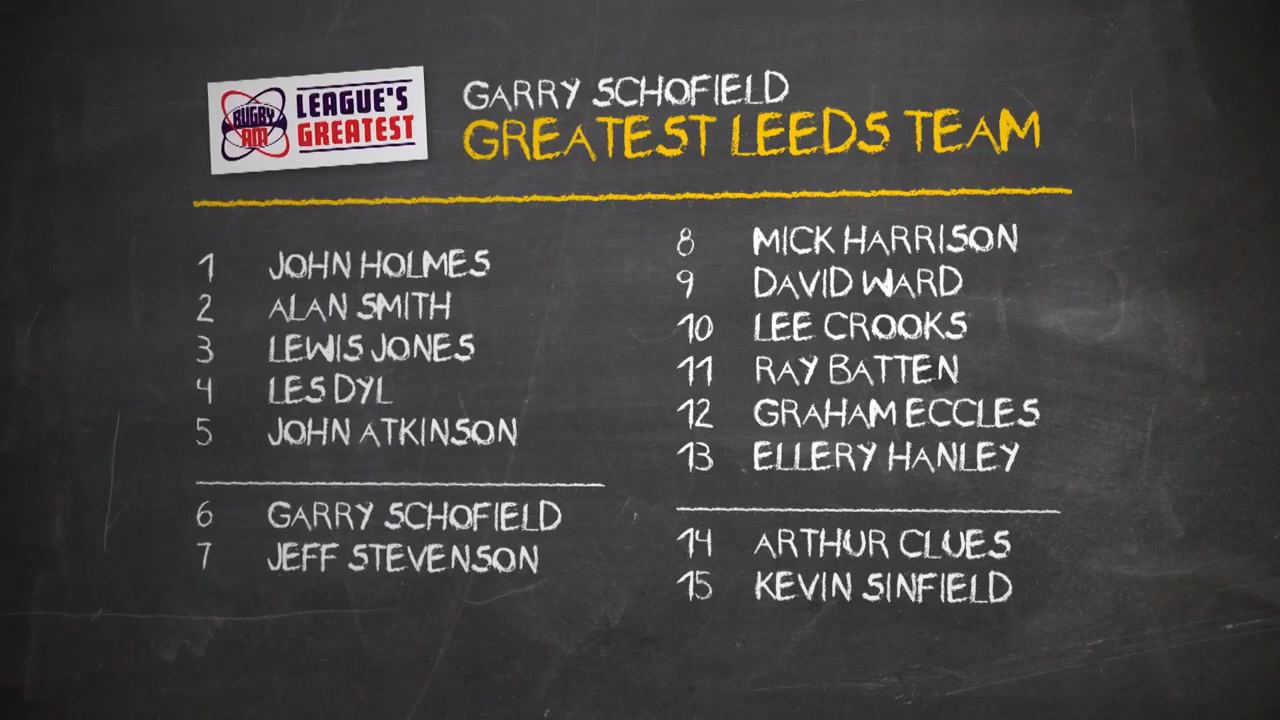 RUGBY AM
LEAGUE'S
GREATEST
GARRY SCHOFIELD
GREATEST LEEDS TEAM
1 JOHN HOLMES
2 ALAN SMITH
3 LEWIS JONES
4 LES DYL
5 JOHN ATKINSON
6 GARRY SCHOFIELD
7 JEFF STEVENSON
8 MICK HARRISON
9 DAVID WARD
10 LEE CROOKS
11 RAY BATTEN
12 GRAHAM ECCLES
13 ELLERY HANLEY
14 ARTHUR CLUES
15 KEVIN SINFIELD